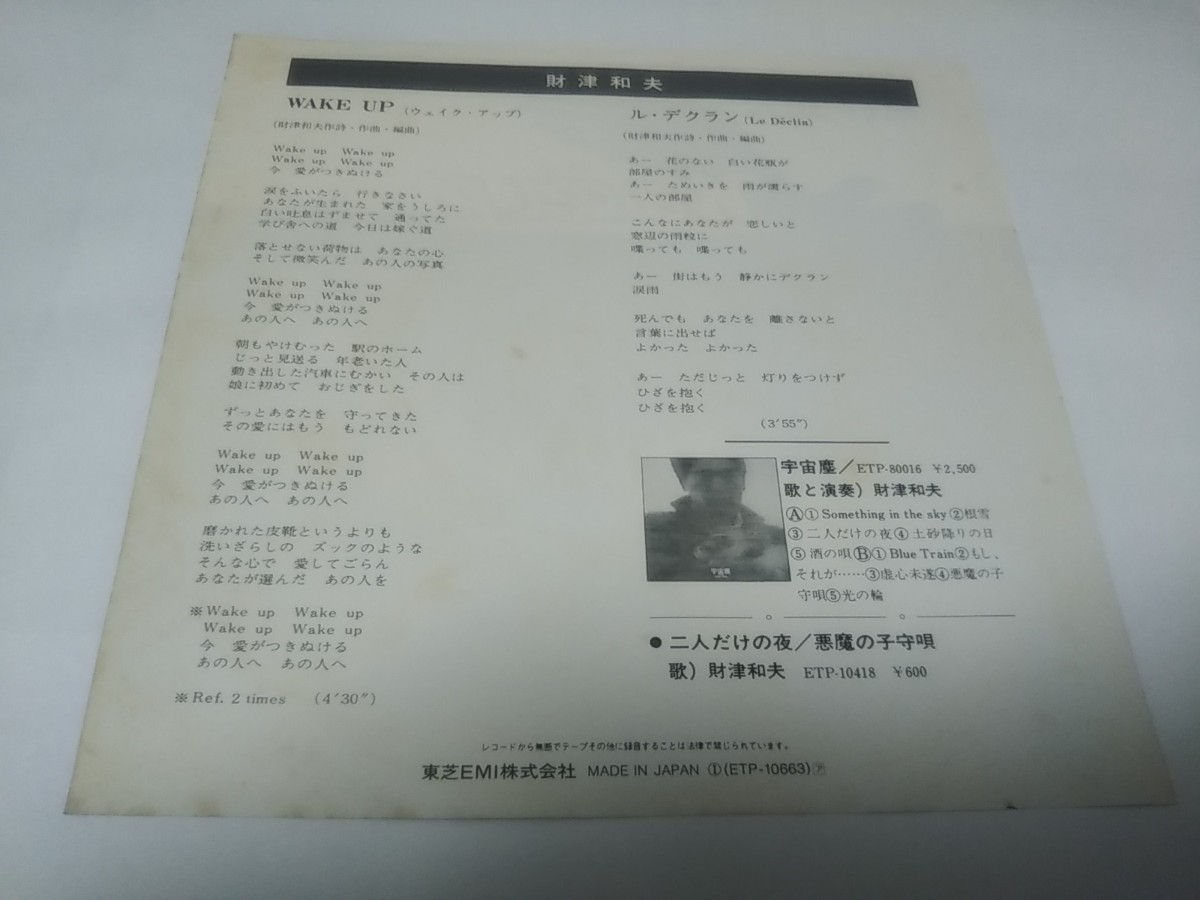 財津和夫
WAKE UP (ウェイク・アップ)
(財津和夫作詩・作曲・編曲)
Wake up Wake up
Wake up Wake up
今 愛がつきぬける
涙をふいたら 行きなさい
あなたが生まれた 家をうしろに
白い吐息はずませて 通ってた
学び舎への道 今日は嫁ぐ道
落とせない荷物は あなたの心
そして微笑んだ あの人の写真
Wake up Wake up
Wake up Wake up
今 愛がつきぬける
あの人へ あの人へ
朝もやけむった 駅のホーム
じっと見送る 年老いた人
動き出した汽車にむかい その人は
娘に初めて おじぎをした
ずっとあなたを 守ってきた
その愛にはもう もどれない
Wake up Wake up
Wake up Wake up
今 愛がつきぬける
あの人へ あの人へ
磨かれた皮靴というよりも
洗いざらしの ズックのような
そんな心で 愛してごらん
あなたが選んだ あの人を
※Wake up Wake up
Wake up Wake up
今 愛がつきぬける
あの人へ あの人へ
※Ref. 2 times (4′30″)
ル・デクラン (Le Dèclin)
(財津和夫作詩・作曲・編曲)
あー 花のない 白い花瓶が
部屋のすみ
あー ためいきを 雨が濡らす
一人の部屋
こんなにあなたが 恋しいと
窓辺の雨粒に
喋っても 喋っても
あー 街はもう 静かにデクラン
涙雨
死んでも あなたを 離さないと
言葉に出せば
よかった よかった
あー ただじっと 灯りをつけず
ひざを抱く
ひざを抱く
(3′55″)
宇宙塵
宇宙塵／ETP-80016 ￥2,500
歌と演奏) 財津和夫
Ⓐ① Something in the sky ②根雪
③二人だけの夜④土砂降りの日
⑤酒の唄Ⓑ① Blue Train②もし、
それが……③虚心未遂④悪魔の子
守唄⑤光の輪
●二人だけの夜／悪魔の子守唄
歌) 財津和夫 ETP-10418 ￥600
レコードから無断でテープその他に録音することは法律で禁じられています。
東芝EMI株式会社 MADE IN JAPAN ①(ETP-10663)ア